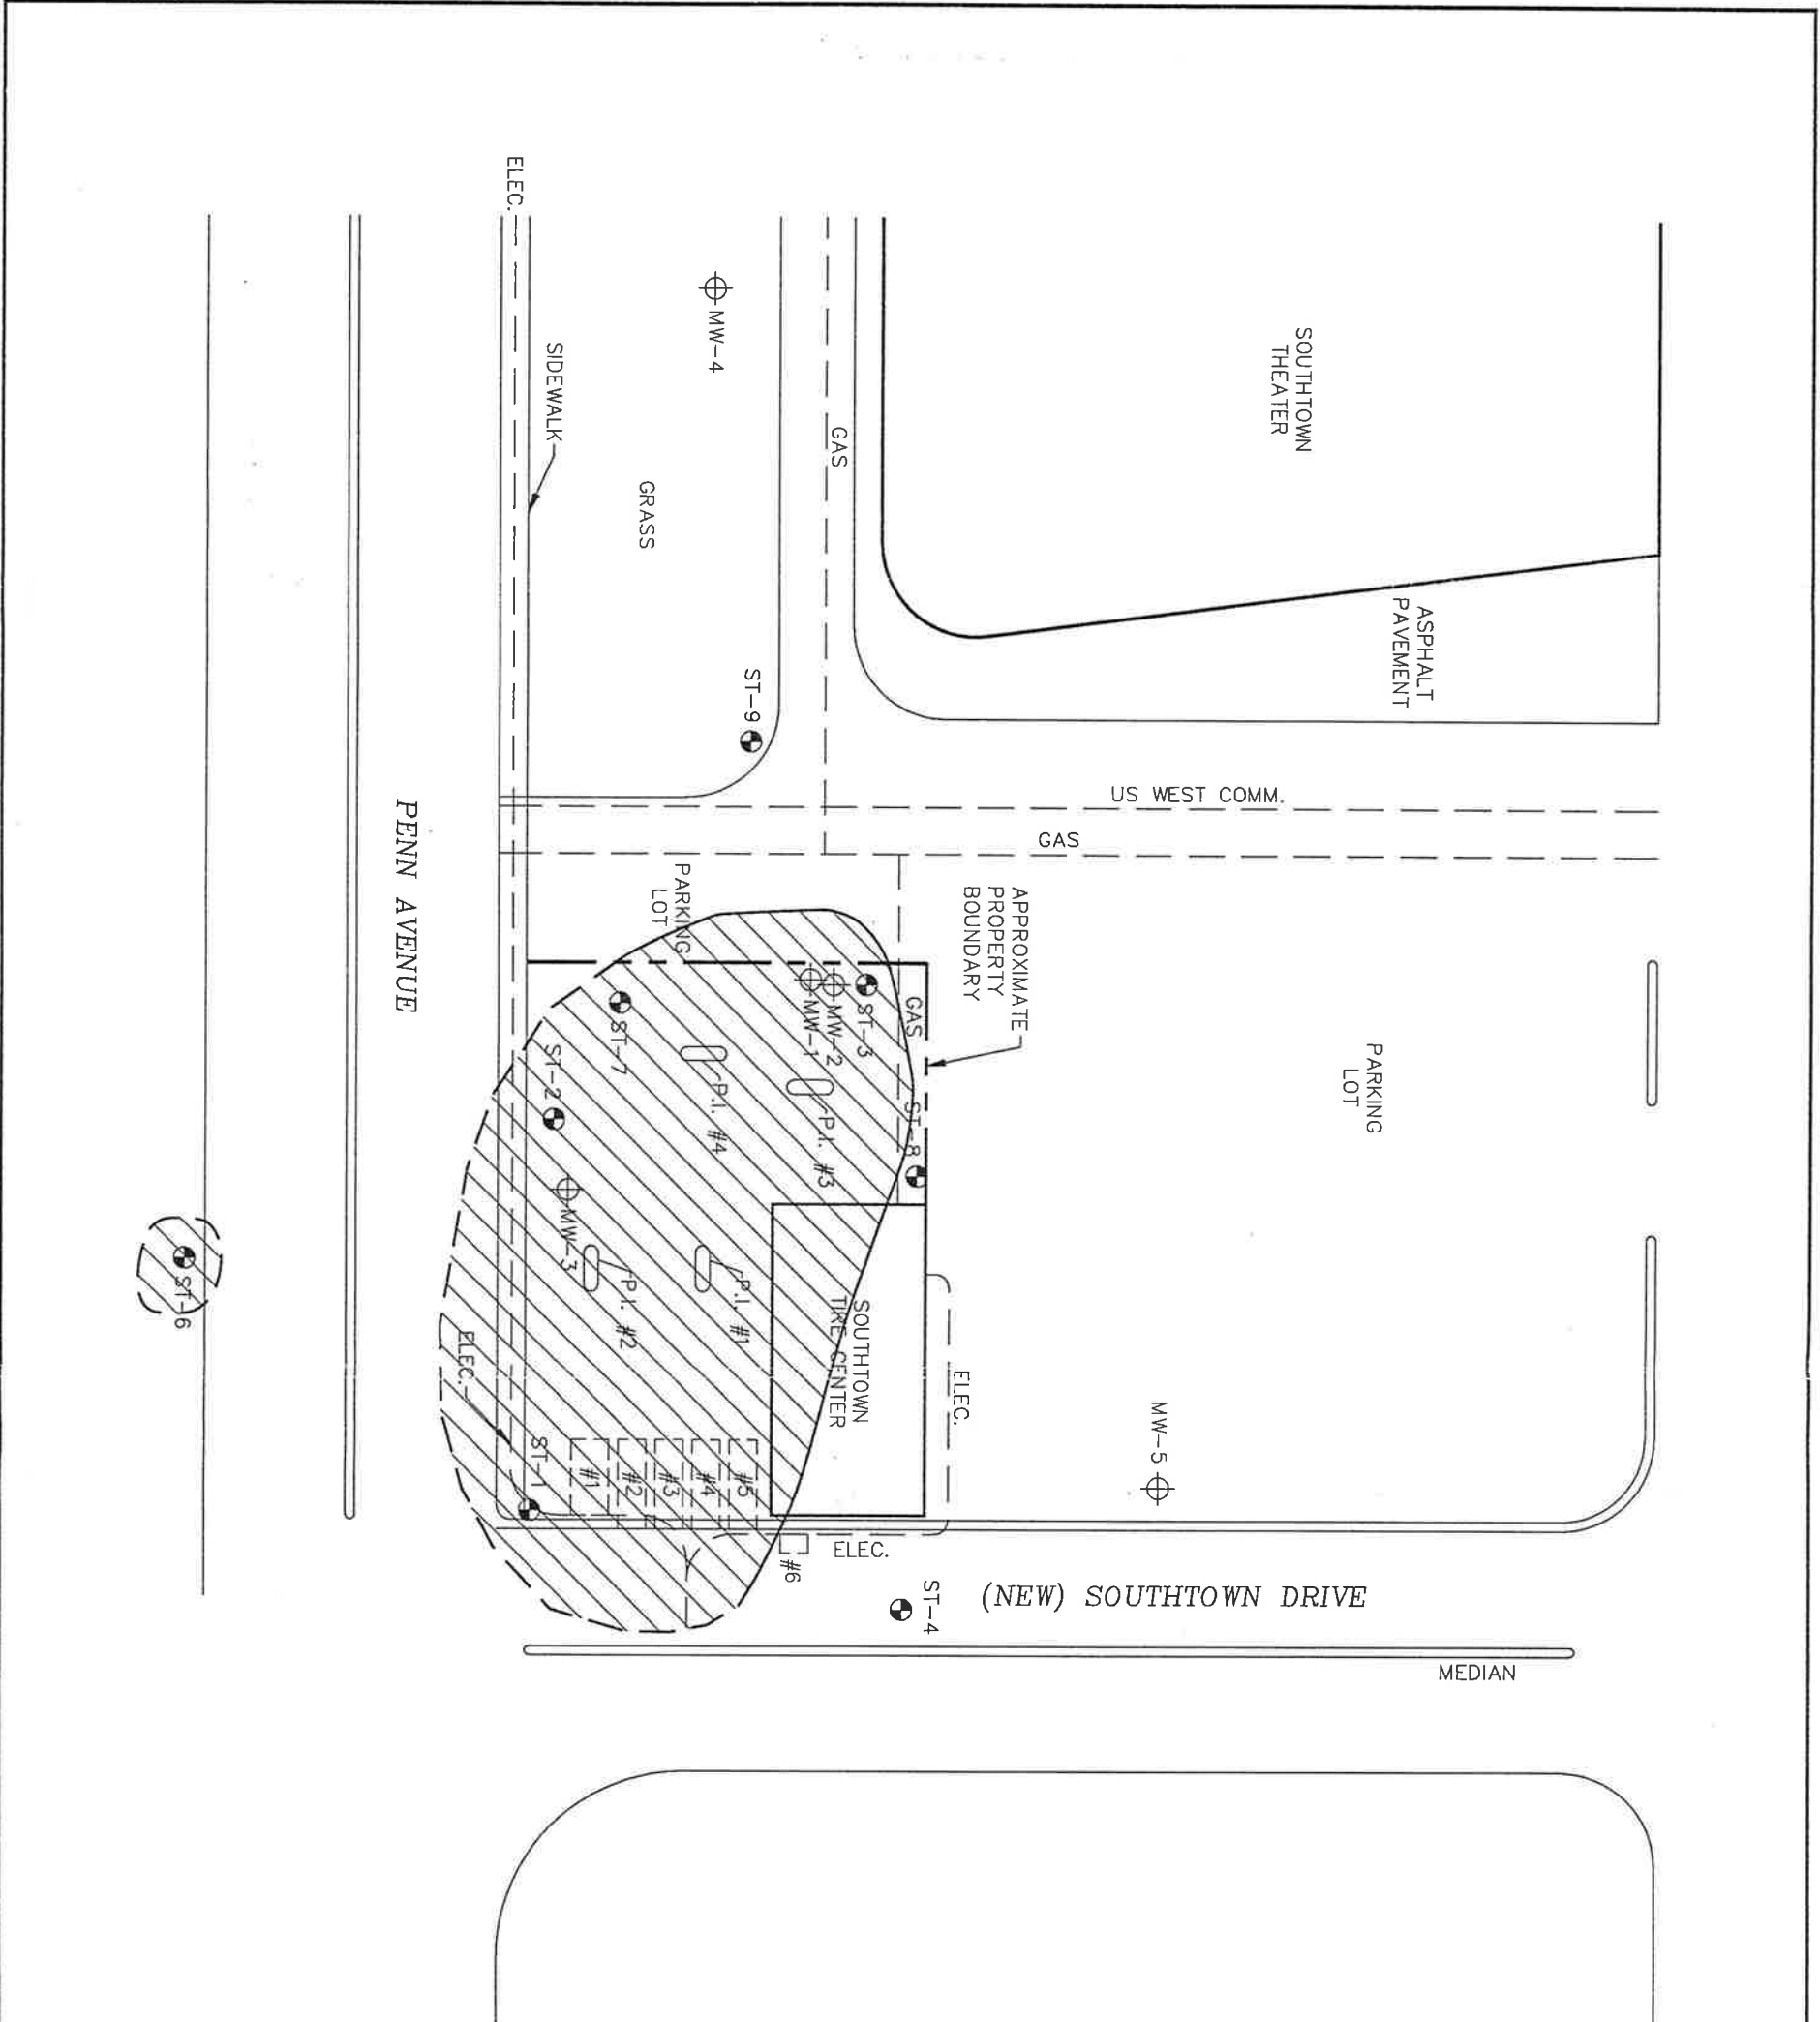 SOUTHTOWN
THEATER
ASPHALT
PAVEMENT
ELEC.
SIDEWALK
GRASS
MW-4
GAS
ST-9
US WEST COMM.
GAS
PENN AVENUE
PARKING
LOT
APPROXIMATE
PROPERTY
BOUNDARY
PARKING
LOT
GAS
ST-3
MW-2
MW-1
ST-7
ST-2
P.I. #4
P.I. #3
ST-8
MW-3
P.I. #2
P.I. #1
SOUTHTOWN
TIRE CENTER
ELEC.
MW-5
ST-6
ELEC.
ST-1
#1
#2
#3
#4
#5
#6
ELEC.
ST-4
(NEW) SOUTHTOWN DRIVE
MEDIAN